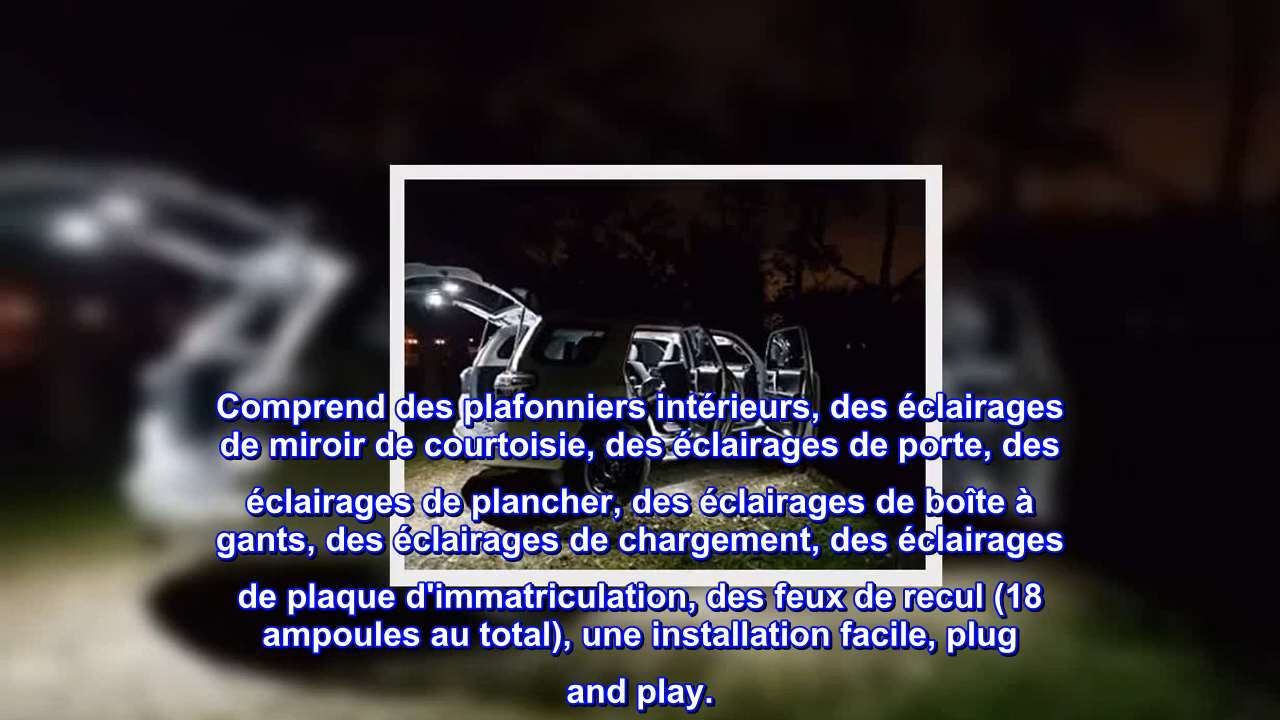 Comprend des plafonniers intérieurs, des éclairages
de miroir de courtoisie, des éclairages de porte, des
éclairages de plancher, des éclairages de boîte à
gants, des éclairages de chargement, des éclairages
de plaque d'immatriculation, des feux de recul (18
ampoules au total), une installation facile, plug
and play.